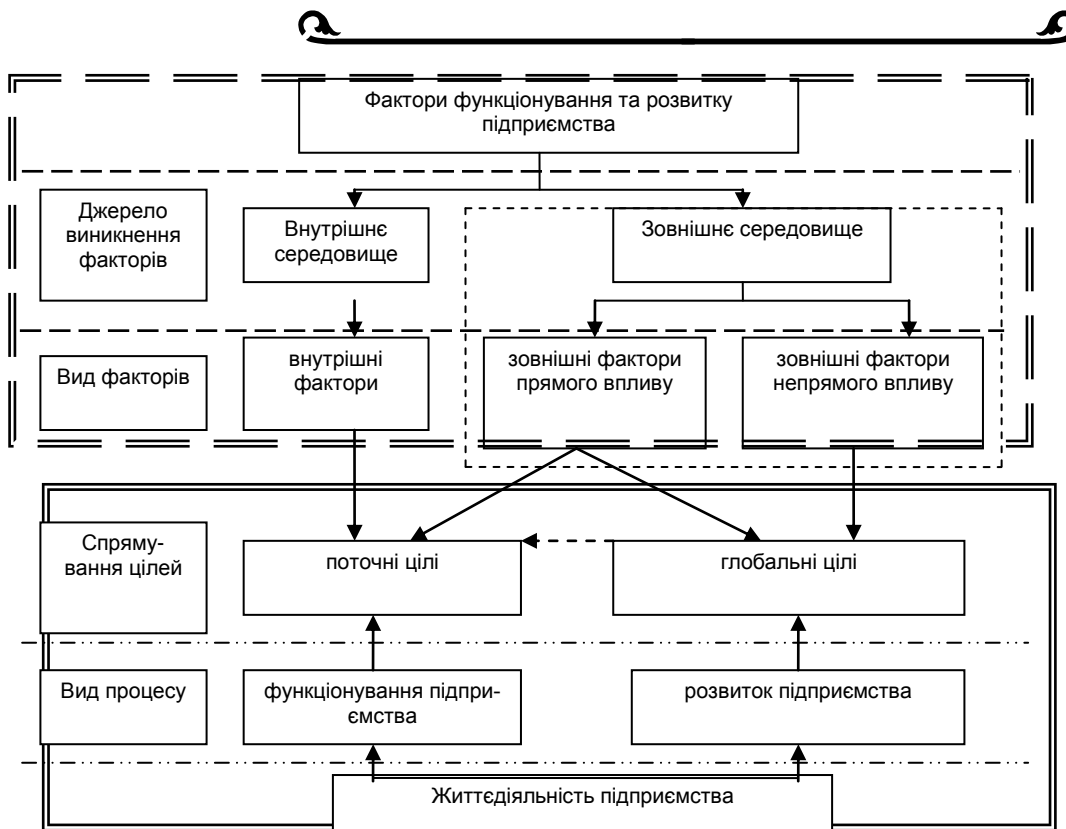 Фактори функціонування та розвитку
підприємства
Джерело
виникнення
факторів
Внутрішнє
середовище
Зовнішнє середовище
Вид факторів
внутрішні
фактори
зовнішні фактори
прямого впливу
зовнішні фактори
непрямого впливу
Спряму-
вання цілей
поточні цілі
глобальні цілі
Вид процесу
функціонування підпри-
ємства
розвиток підприємства
Життєдіяльність підприємства